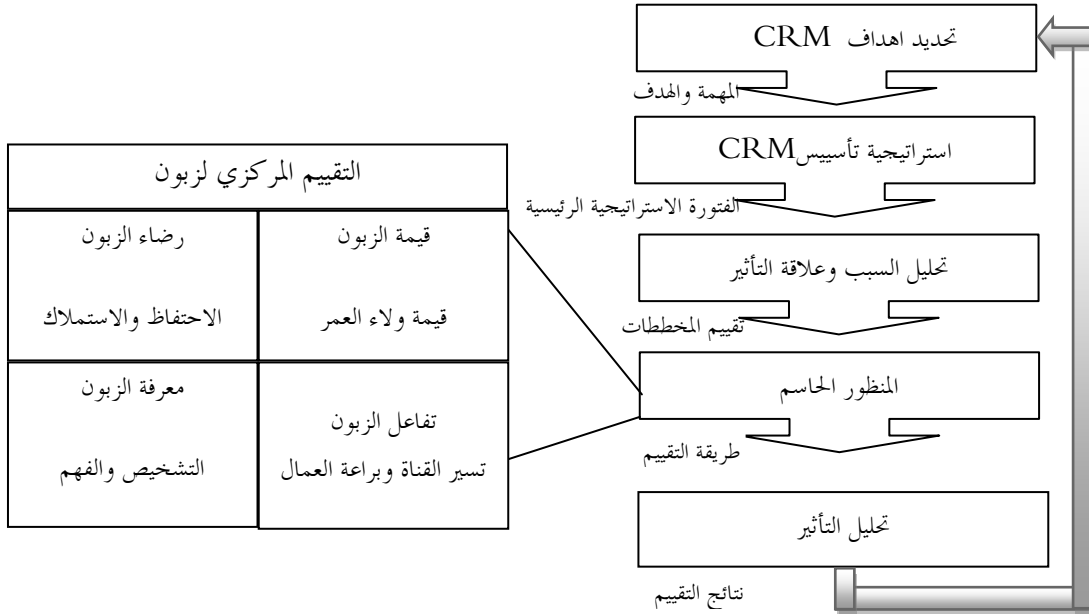 تحديد اهداف CRM
المهمة والهدف
استراتيجية تأسييسCRM
الفتورة الاستراتيجية الرئيسية
تحليل السبب وعلاقة التأثير
تقييم المخططات
المنظور الحاسم
طريقة التقييم
تحليل التأثير
نتائج التقييم
التقييم المركزي لزبون
قيمة الزبون
قيمة ولاء العمر
رضاء الزبون
الاحتفاظ والاستملاك
تفاعل الزبون
تسير القناة وبراعة العمال
معرفة الزبون
التشخيص والفهم